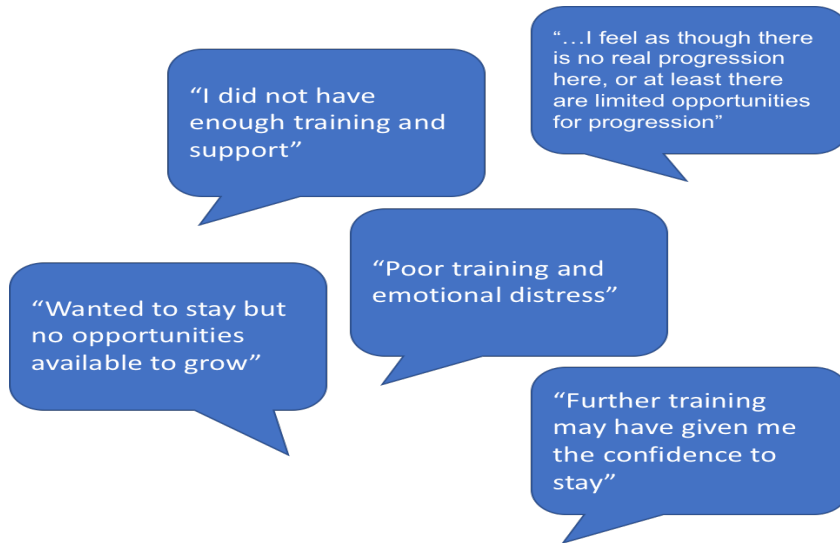 “I did not have
enough training and
support”
“…I feel as though there
is no real progression
here, or at least there
are limited opportunities
for progression”
“Wanted to stay but
no opportunities
available to grow”
“Poor training and
emotional distress”
“Further training
may have given me
the confidence to
stay”